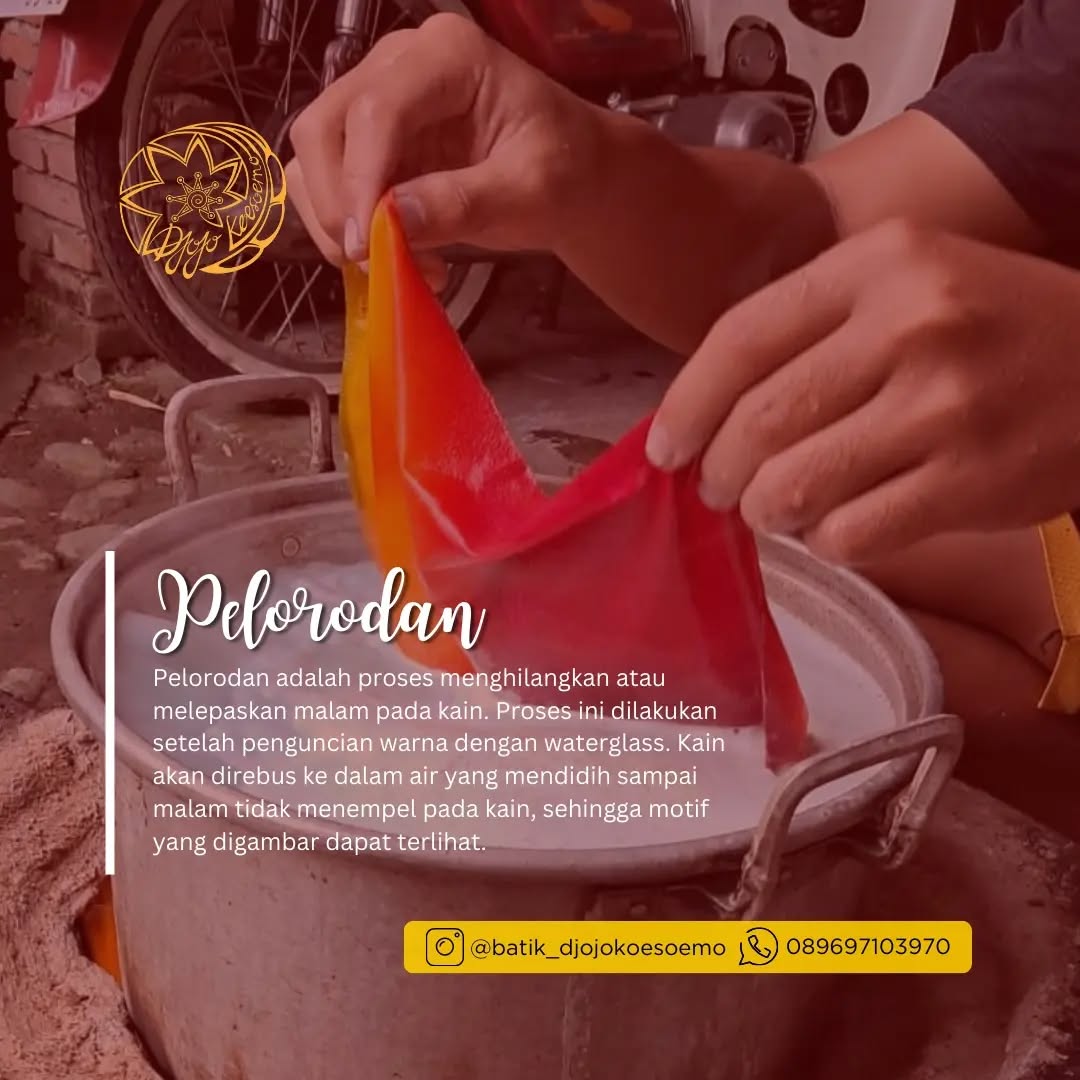 Djojo
Koesoemo
Pelorodan
Pelorodan adalah proses menghilangkan atau
melepaskan malam pada kain. Proses ini dilakukan
setelah penguncian warna dengan waterglass. Kain
akan direbus ke dalam air yang mendidih sampai
malam tidak menempel pada kain, sehingga motif
yang digambar dapat terlihat.
@batik_djojokoesoemo 089697103970